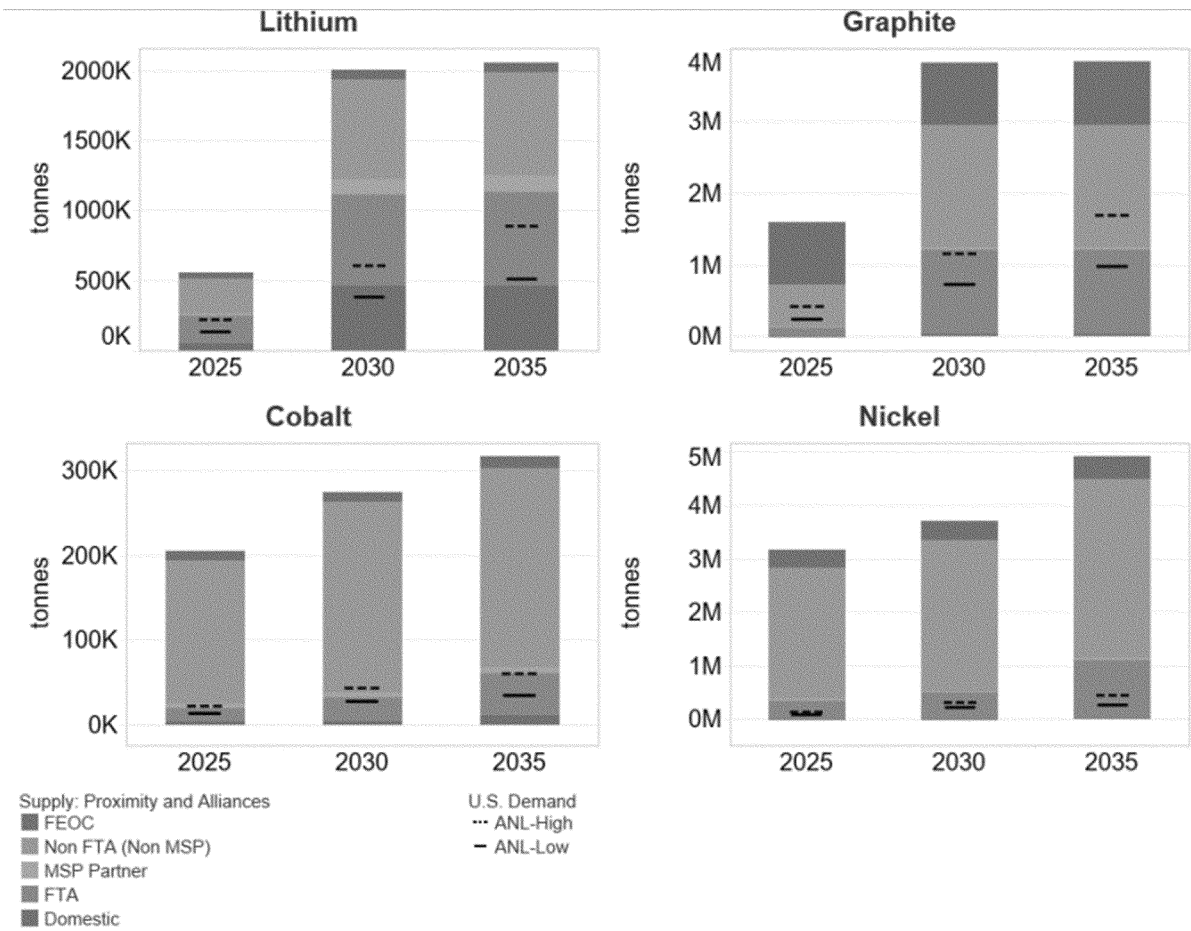 Lithium
tonnes
2000K
1500K
1000K
500K
0K
2025 2030 2035
Graphite
tonnes
4M
3M
2M
1M
0M
2025 2030 2035
Cobalt
tonnes
300K
200K
100K
0K
2025 2030 2035
Nickel
tonnes
5M
4M
3M
2M
1M
0M
2025 2030 2035
Supply: Proximity and Alliances
FEOC
Non FTA (Non MSP)
MSP Partner
FTA
Domestic
U.S. Demand
ANL-High
ANL-Low